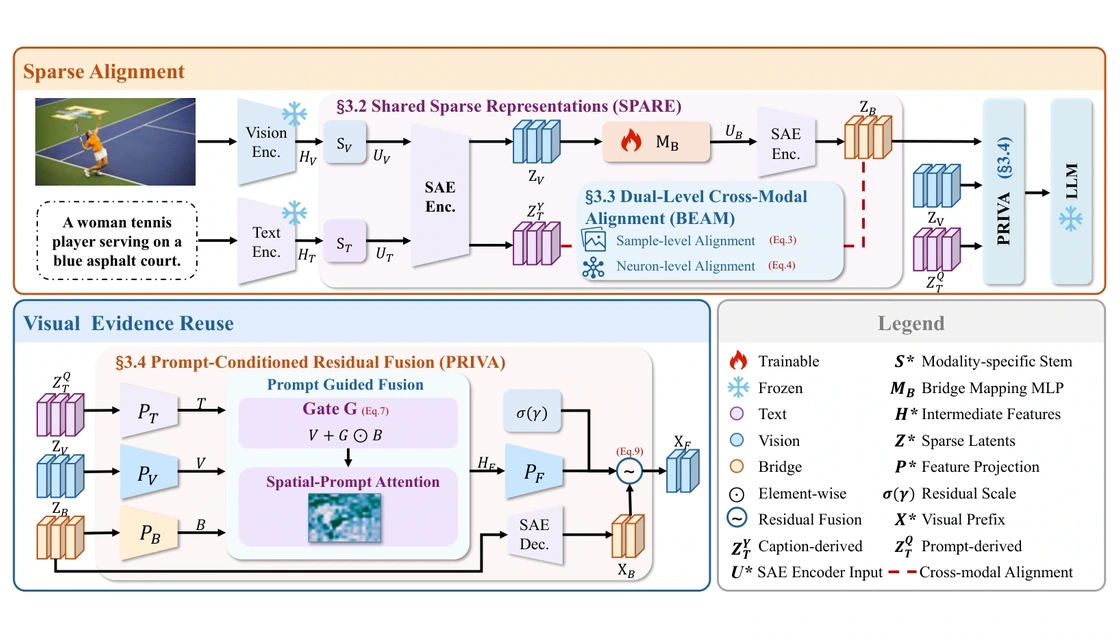 Sparse Alignment
§3.2 Shared Sparse Representations (SPARE)
Vision
Enc.
H_V
S_V
U_V
SAE
Enc.
Z_V
M_B
U_B
SAE
Enc.
Z_B
A woman tennis
player serving on a
blue asphalt court.
Text
Enc.
H_T
S_T
U_T
Z_T^Y
§3.3 Dual-Level Cross-Modal
Alignment (BEAM)
Sample-level Alignment (Eq.3)
Neuron-level Alignment (Eq.4)
Z_V
Z_T^Q
PRIVA (§3.4)
LLM
Visual Evidence Reuse
§3.4 Prompt-Conditioned Residual Fusion (PRIVA)
Z_T^Q
P_T
T
Z_V
P_V
V
Z_B
P_B
B
Prompt Guided Fusion
Gate G (Eq.7)
V + G ⊙ B
Spatial-Prompt Attention
H_F
σ(γ)
P_F
SAE
Dec.
(Eq.9)
~
X_F
X_B
Legend
Trainable
S* Modality-specific Stem
Frozen
M_B Bridge Mapping MLP
Text
H* Intermediate Features
Vision
Z* Sparse Latents
Bridge
P* Feature Projection
⊙ Element-wise
σ(γ) Residual Scale
~ Residual Fusion
X* Visual Prefix
Z_T^Y Caption-derived
Z_T^Q Prompt-derived
U* SAE Encoder Input
Cross-modal Alignment